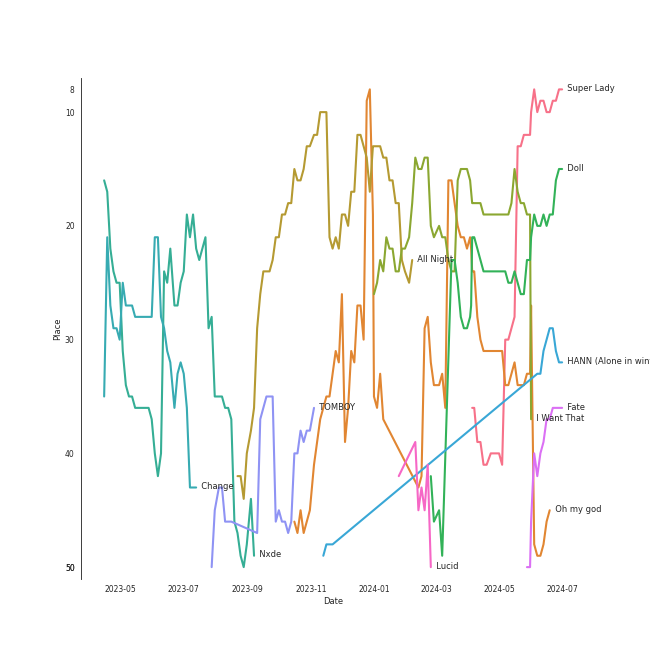 8
Super Lady
10
Doll
20
All Night
Place
30
HANN (Alone in win
TOMBOY
Fate
I Want That
40
Change
Oh my god
Nxde
50
Lucid
2023-05
2023-07
2023-09
2023-11
2024-01
2024-03
2024-05
2024-07
Date